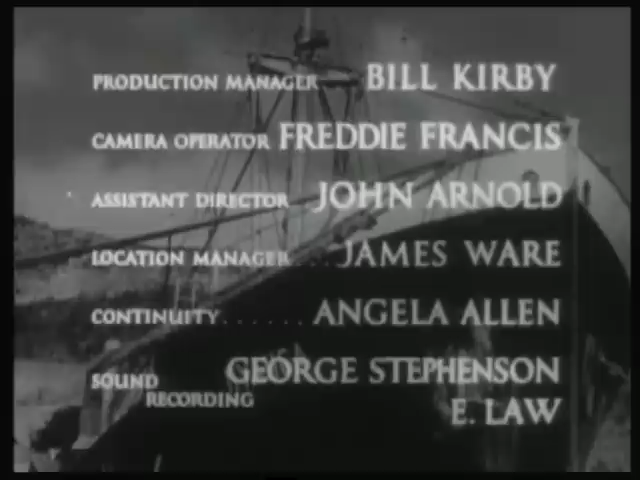 PRODUCTION MANAGER BILL KIRBY
CAMERA OPERATOR FREDDIE FRANCIS
ASSISTANT DIRECTOR JOHN ARNOLD
LOCATION MANAGER... JAMES WARE
CONTINUITY...... ANGELA ALLEN
SOUND RECORDING GEORGE STEPHENSON
E. LAW